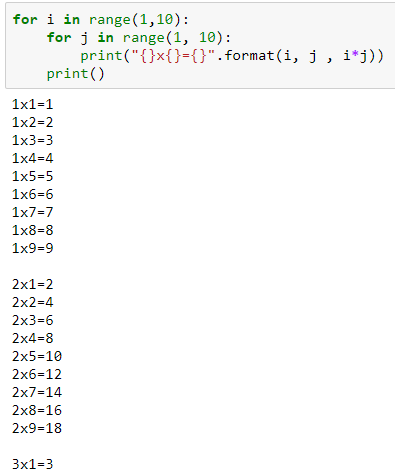 for i in range(1,10):
    for j in range(1, 10):
        print("{}x{}={}".format(i, j , i*j))
    print()
1x1=1
1x2=2
1x3=3
1x4=4
1x5=5
1x6=6
1x7=7
1x8=8
1x9=9

2x1=2
2x2=4
2x3=6
2x4=8
2x5=10
2x6=12
2x7=14
2x8=16
2x9=18

3x1=3